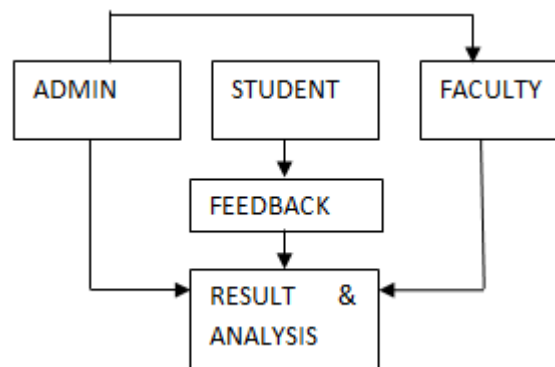 ADMIN
STUDENT
FACULTY
FEEDBACK
RESULT &
ANALYSIS